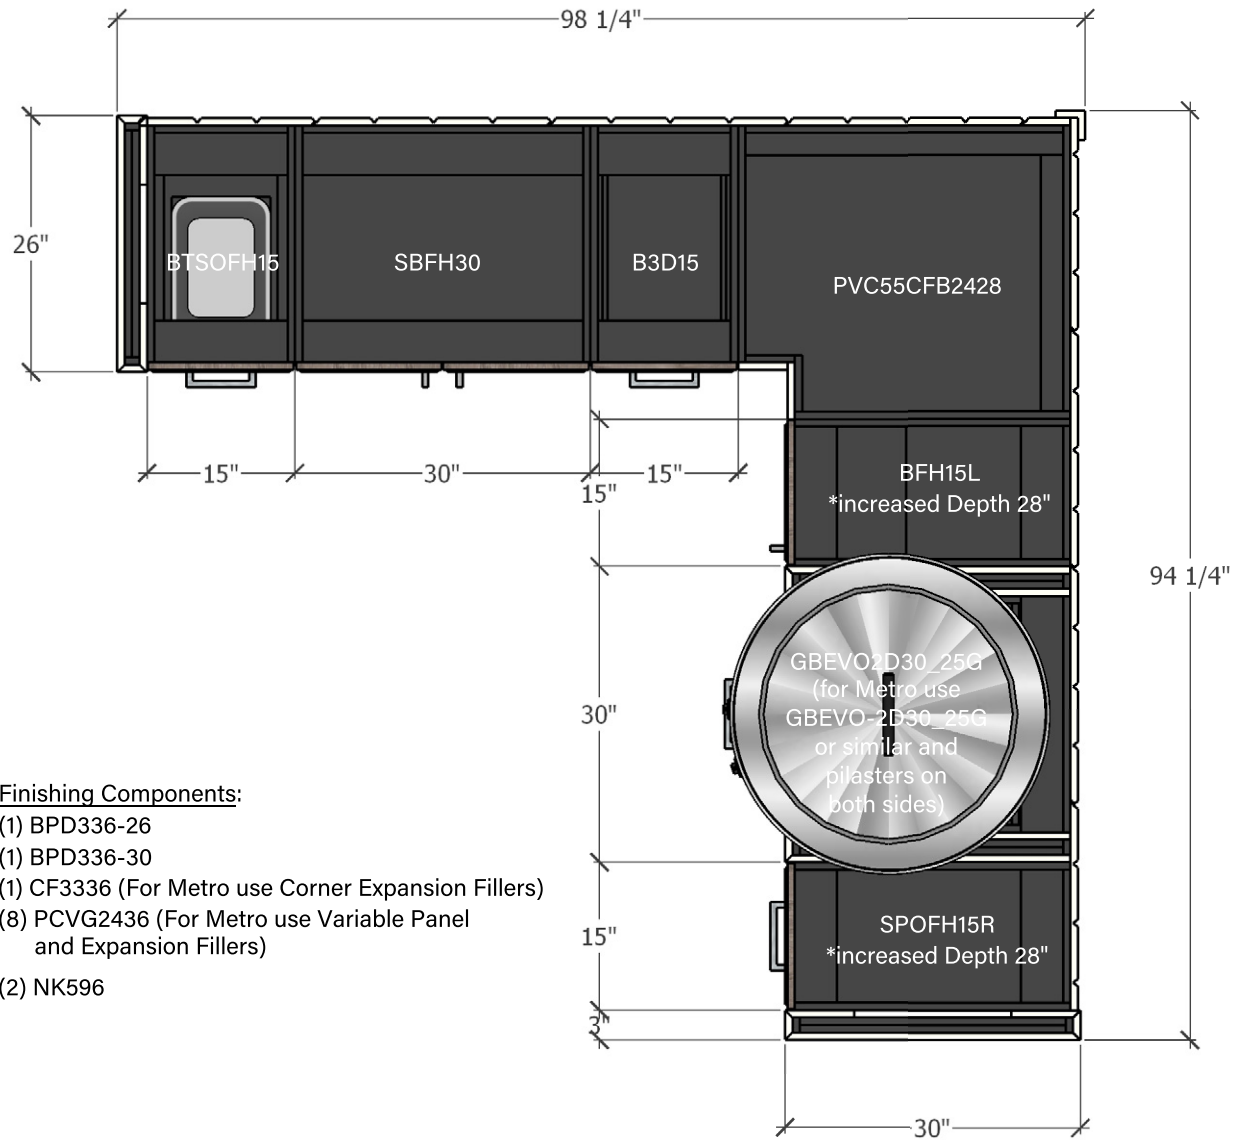 98 1/4"
26"
BTSOFH15
SBFH30
B3D15
PVC55CFB2428
15"
30"
15"
15"
BFH15L
*increased Depth 28"
94 1/4"
30"
GBEVO2D30_25G
(for Metro use
GBEVO-2D30_25G
or similar and
pilasters on
both sides)
Finishing Components:
(1) BPD336-26
(1) BPD336-30
(1) CF3336 (For Metro use Corner Expansion Fillers)
(8) PCVG2436 (For Metro use Variable Panel
and Expansion Fillers)
(2) NK596
15"
SPOFH15R
*increased Depth 28"
3"
30"